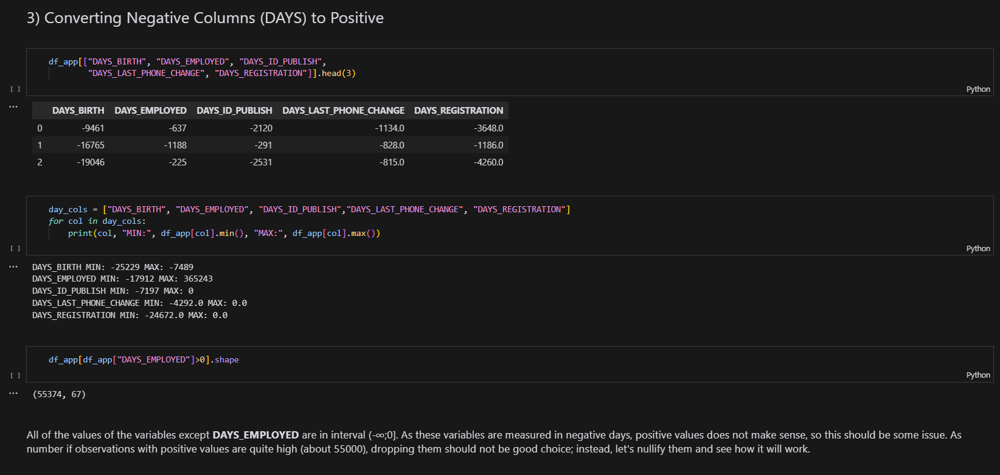 3) Converting Negative Columns (DAYS) to Positive
df_app[["DAYS_BIRTH", "DAYS_EMPLOYED", "DAYS_ID_PUBLISH",
"DAYS_LAST_PHONE_CHANGE", "DAYS_REGISTRATION"]].head(3)
[ ]
Python
...
DAYS_BIRTH DAYS_EMPLOYED DAYS_ID_PUBLISH DAYS_LAST_PHONE_CHANGE DAYS_REGISTRATION
0 -9461 -637 -2120 -1134.0 -3648.0
1 -16765 -1188 -291 -828.0 -1186.0
2 -19046 -225 -2531 -815.0 -4260.0
day_cols = ["DAYS_BIRTH", "DAYS_EMPLOYED", "DAYS_ID_PUBLISH","DAYS_LAST_PHONE_CHANGE", "DAYS_REGISTRATION"]
for col in day_cols:
print(col, "MIN:", df_app[col].min(), "MAX:", df_app[col].max())
[ ]
Python
...
DAYS_BIRTH MIN: -25229 MAX: -7489
DAYS_EMPLOYED MIN: -17912 MAX: 365243
DAYS_ID_PUBLISH MIN: -7197 MAX: 0
DAYS_LAST_PHONE_CHANGE MIN: -4292.0 MAX: 0.0
DAYS_REGISTRATION MIN: -24672.0 MAX: 0.0
df_app[df_app["DAYS_EMPLOYED"]>0].shape
[ ]
Python
...
(55374, 67)
All of the values of the variables except DAYS_EMPLOYED are in interval (-∞;0]. As these variables are measured in negative days, positive values does not make sense, so this should be some issue. As
number if observations with positive values are quite high (about 55000), dropping them should not be good choice; instead, let's nullify them and see how it will work.